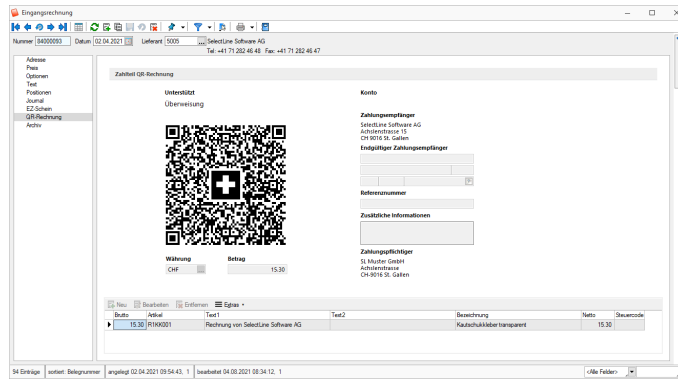 Eingangsrechnung
Nummer 84000093 Datum 02.04.2021 Lieferant 5005 ... SelectLine Software AG
Tel: +41 71 282 46 48 Fax: +41 71 282 46 47
Adresse
Preis
Optionen
Text
Positionen
Journal
EZ-Schein
QR-Rechnung
Archiv
Zahlteil QR-Rechnung
Unterstützt
Überweisung
Währung Betrag
CHF ... 15.30
Konto
Zahlungsempfänger
SelectLine Software AG
Achslenstrasse 15
CH 9016 St. Gallen
Endgültiger Zahlungsempfänger
Referenznummer
Zusätzliche Informationen
Zahlungspflichtiger
SL Muster GmbH
Achslenstrasse
CH-9016 St. Gallen
Neu Bearbeiten Entfernen Extras
Brutto Artikel Text1 Text2 Bezeichnung Netto Steuercode
15.30 R1KK001 Rechnung von SelectLine Software AG Kautschukkleber transparent 15.30
94 Einträge sortiert: Belegnummer angelegt 02.04.2021 09:54:43, 1 bearbeitet 04.08.2021 08:34:12, 1 <Alle Felder>